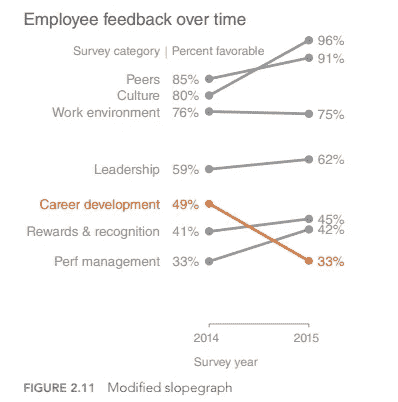 Employee feedback over time
Survey category | Percent favorable
96%
91%
Peers 85%
Culture 80%
Work environment 76%
75%
Leadership 59%
62%
Career development 49%
Rewards & recognition 41%
45%
42%
Perf management 33%
33%
2014 2015
Survey year
FIGURE 2.11 Modified slopegraph